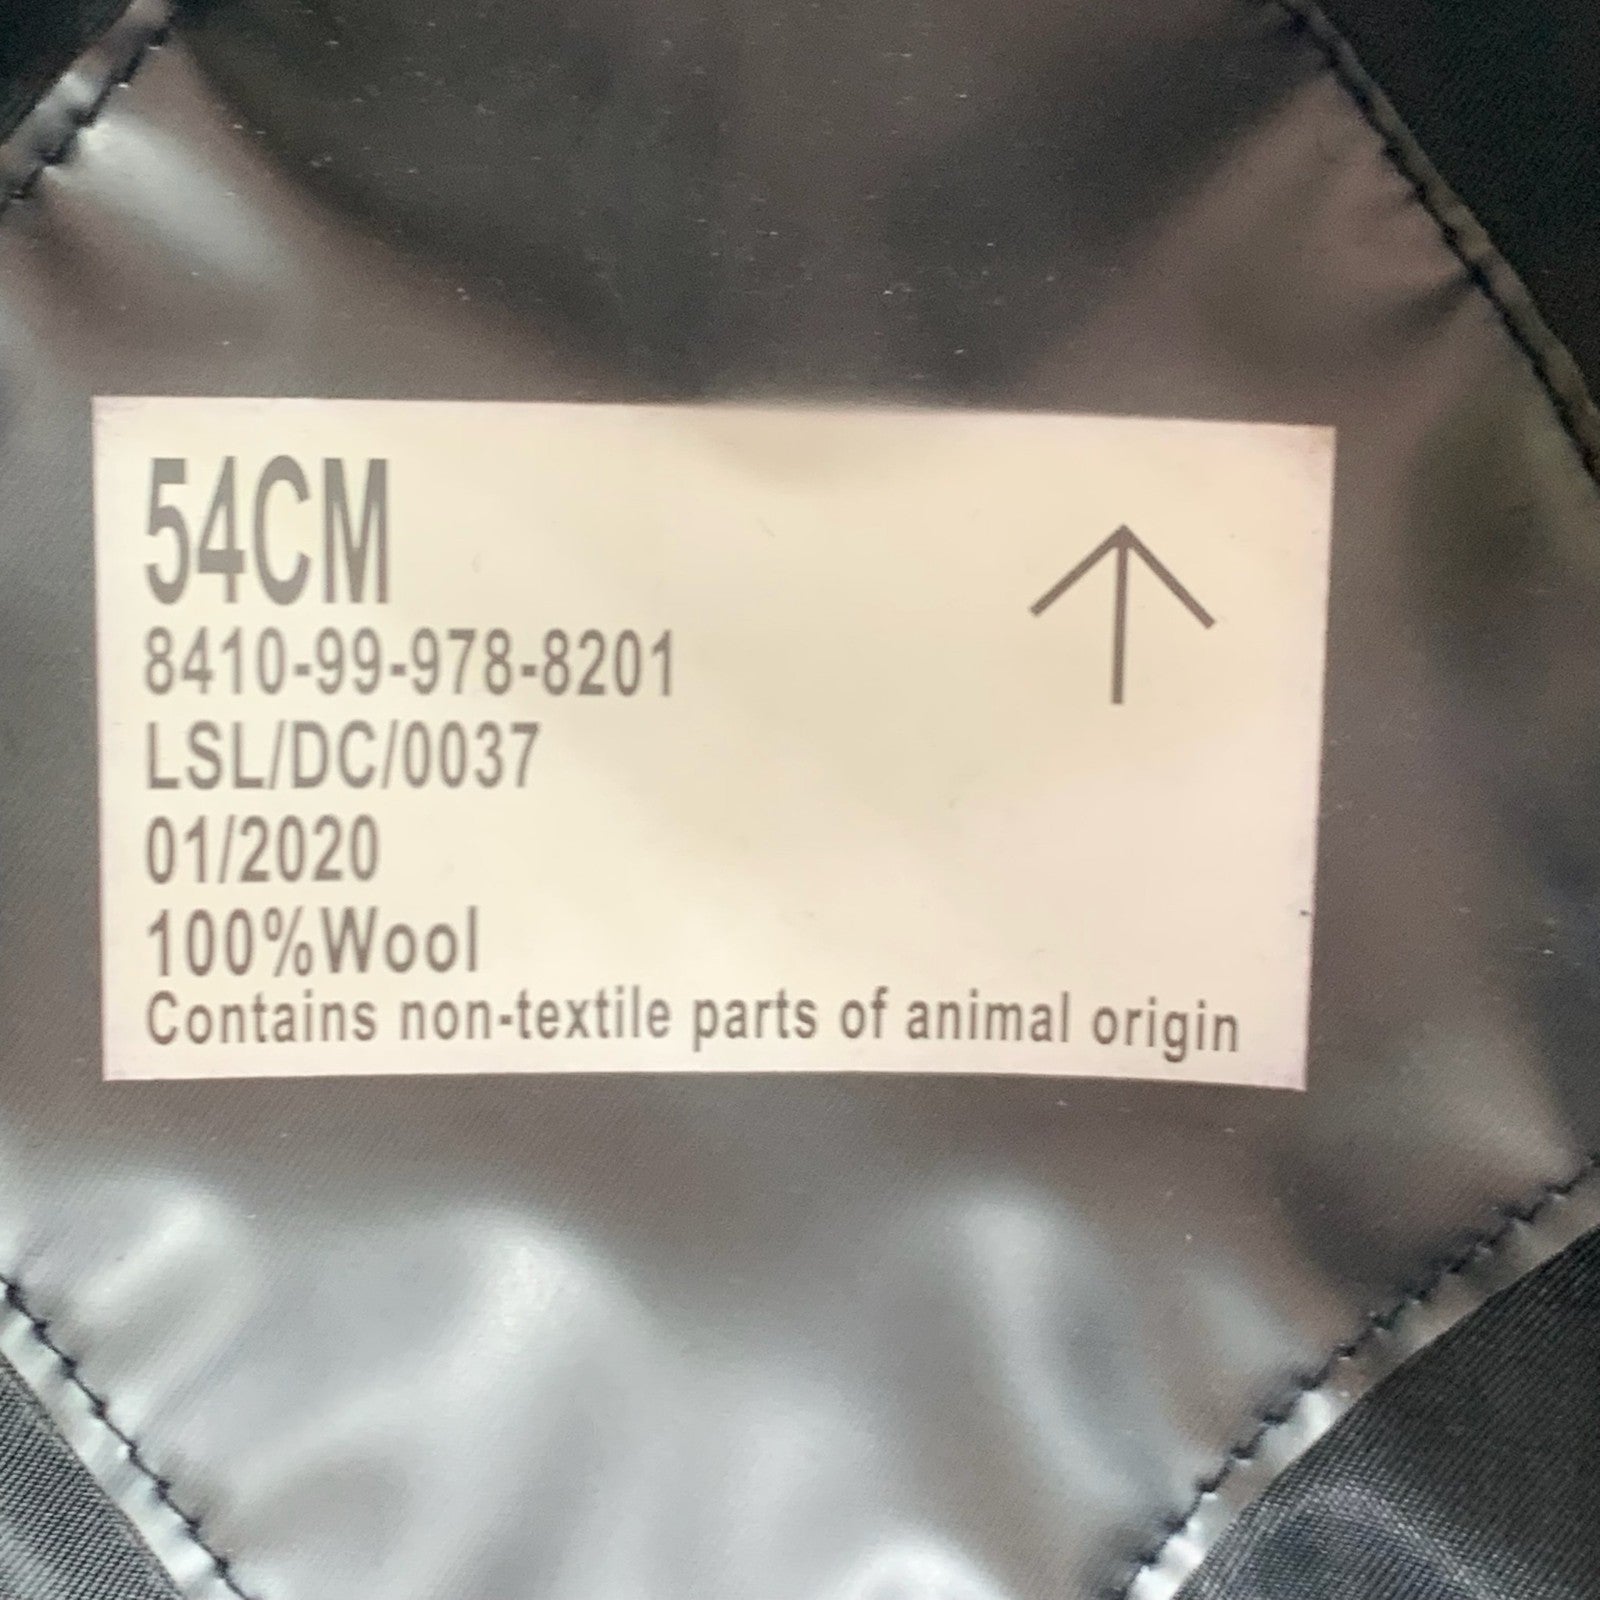 54CM
8410-99-978-8201
LSL/DC/0037
01/2020
100%Wool
Contains non-textile parts of animal origin